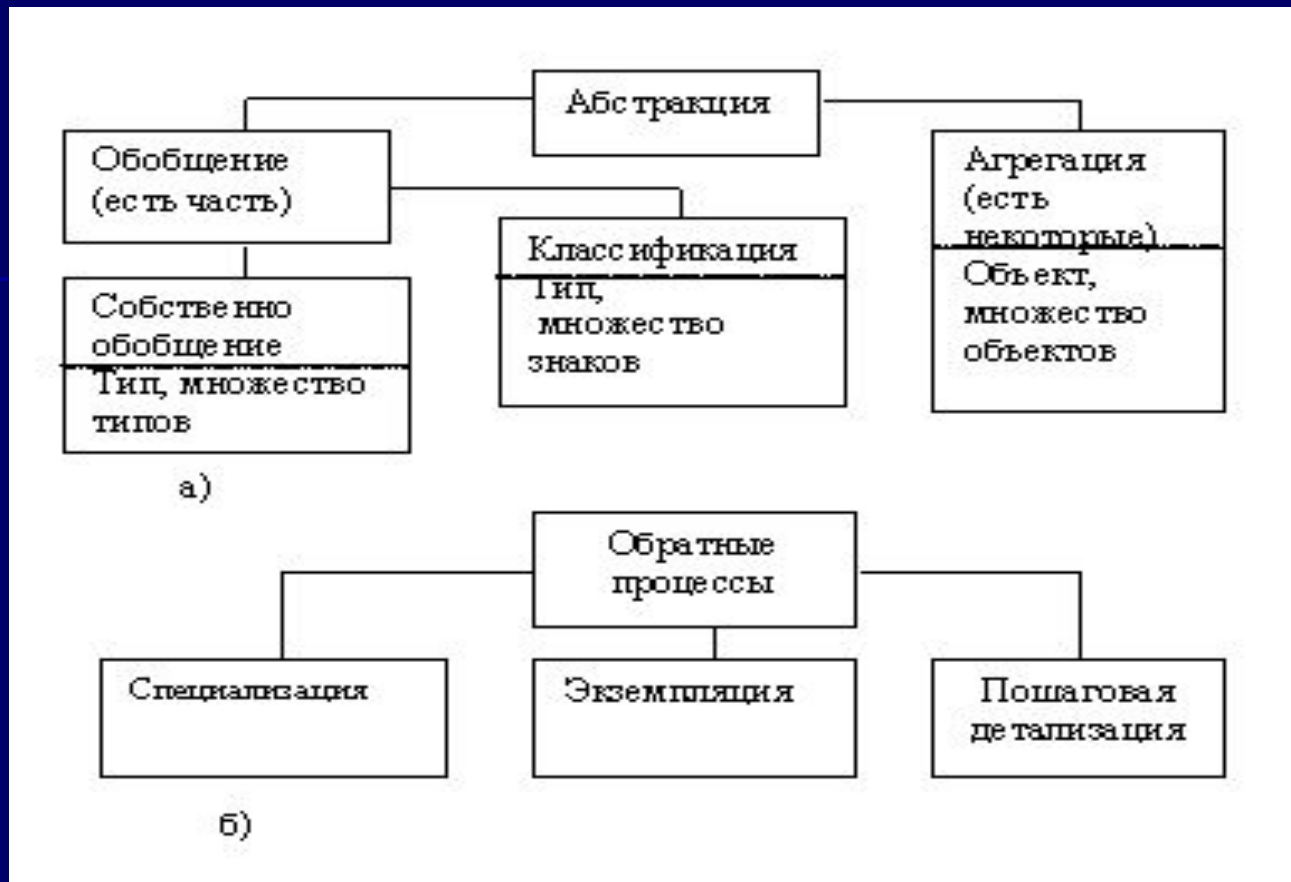 Абстракция
Обобщение
(есть часть)
Агрегация
(есть
некоторые)
Классификация
Тип,
множество
знаков
Объект,
множество
объектов
Собственно
обобщение
Тип, множество
типов
а)
Обратные
процессы
Специализация
Экземпляция
Пошаговая
детализация
б)